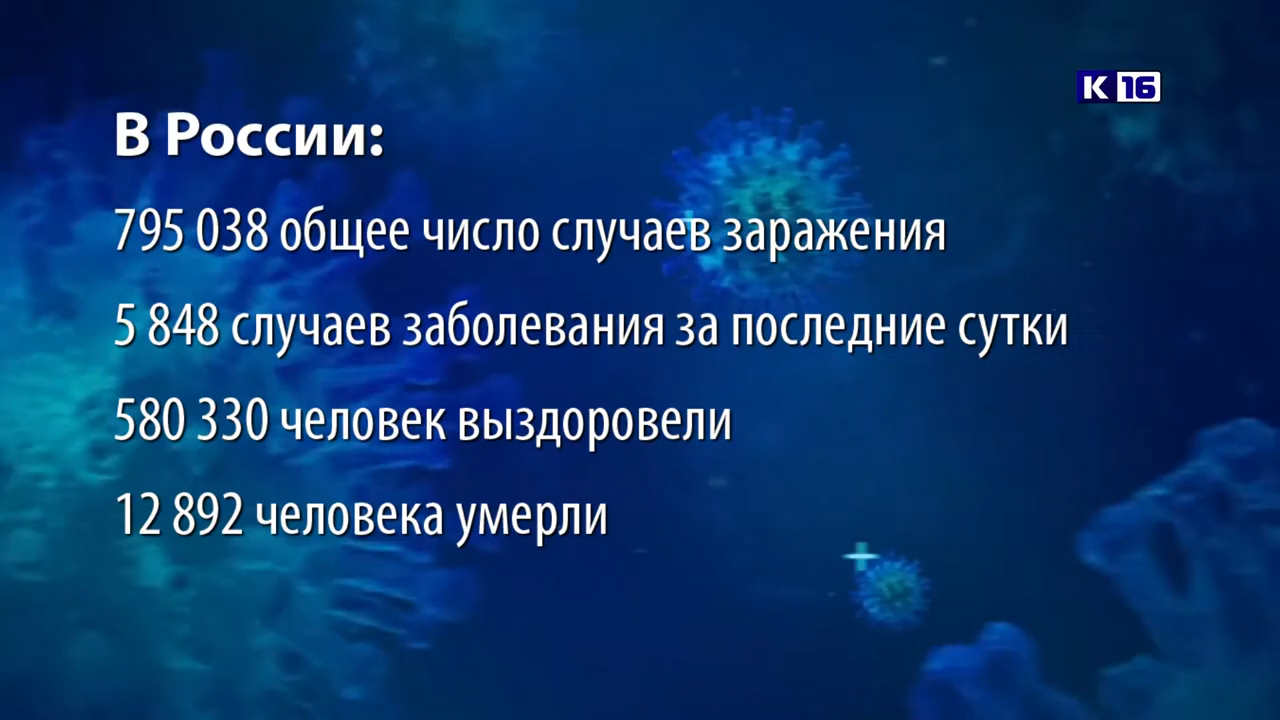 К 16
В России:
795 038 общее число случаев заражения
5 848 случаев заболевания за последние сутки
580 330 человек выздоровели
12 892 человека умерли